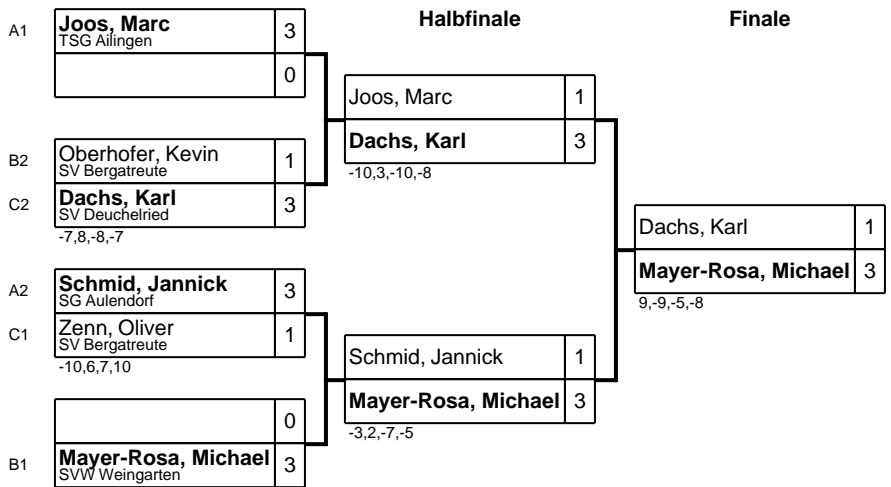 Halbfinale
Finale
A1
Joos, Marc 3
TSG Ailingen
0
B2
Oberhofer, Kevin 1
SV Bergatreute
C2
Dachs, Karl 3
SV Deuchelried
-7,8,-8,-7
A2
Schmid, Jannick 3
SG Aulendorf
C1
Zenn, Oliver 1
SV Bergatreute
-10,6,7,10
0
B1
Mayer-Rosa, Michael 3
SVW Weingarten
Joos, Marc 1
Dachs, Karl 3
-10,3,-10,-8
Schmid, Jannick 1
Mayer-Rosa, Michael 3
-3,2,-7,-5
Dachs, Karl 1
Mayer-Rosa, Michael 3
9,-9,-5,-8